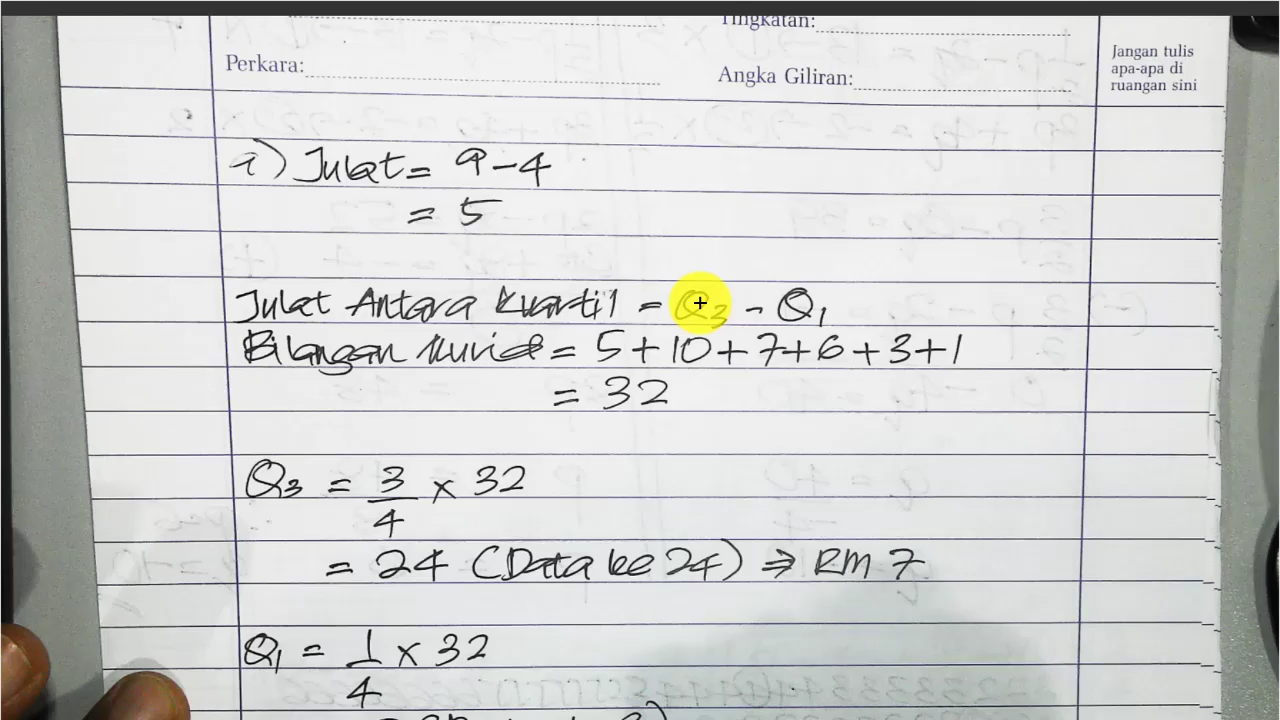 Tingkatan:
Perkara:
Angka Giliran:
Jangan tulis
apa-apa di
ruangan sini
a) Julat = 9 - 4
= 5
Julat Antara Kuartil = Q₃ - Q₁
Bilangan Murid = 5 + 10 + 7 + 6 + 3 + 1
= 32
Q₃ = 3/4 × 32
= 24 (Data ke 24) ⇒ RM 7
Q₁ = 1/4 × 32